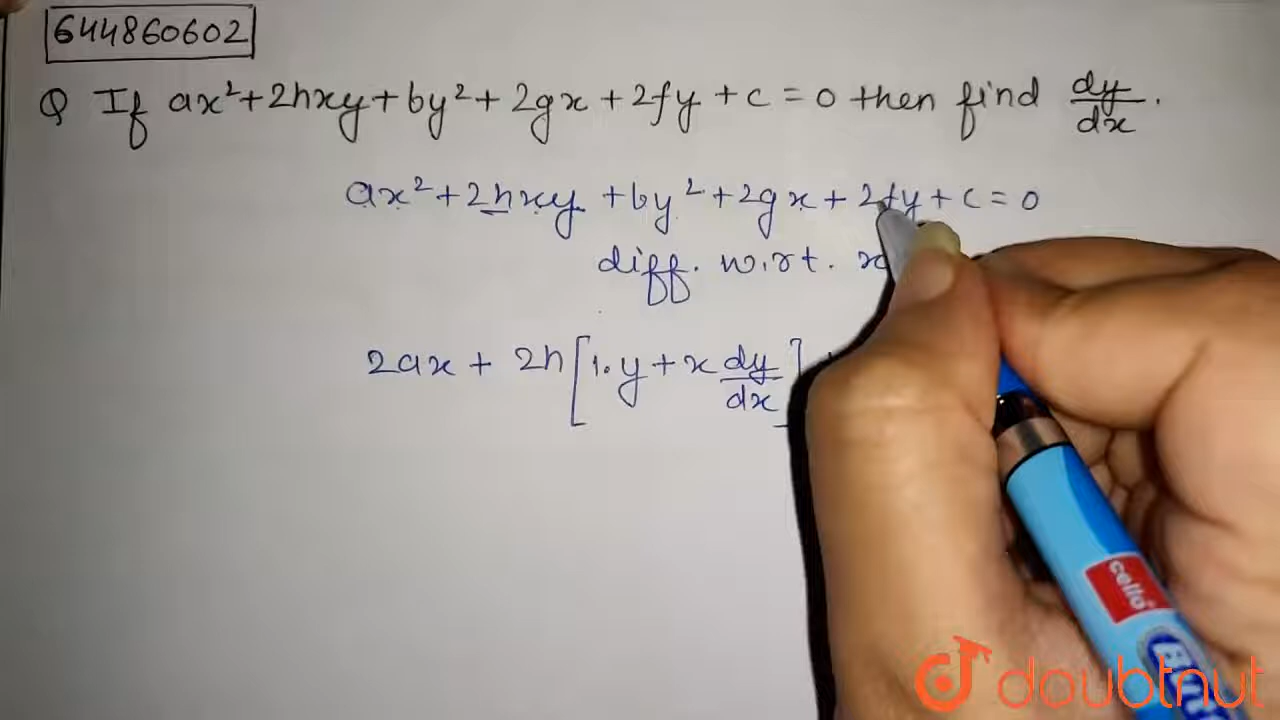 644860602
Q If ax²+2hxy+by²+2gx+2fy+c=0 then find dy/dx.
ax²+2hxy+by²+2gx+2fy+c=0
diff. w.r.t. x
2ax+2h[1.y+x dy/dx]
cello
doubtnut